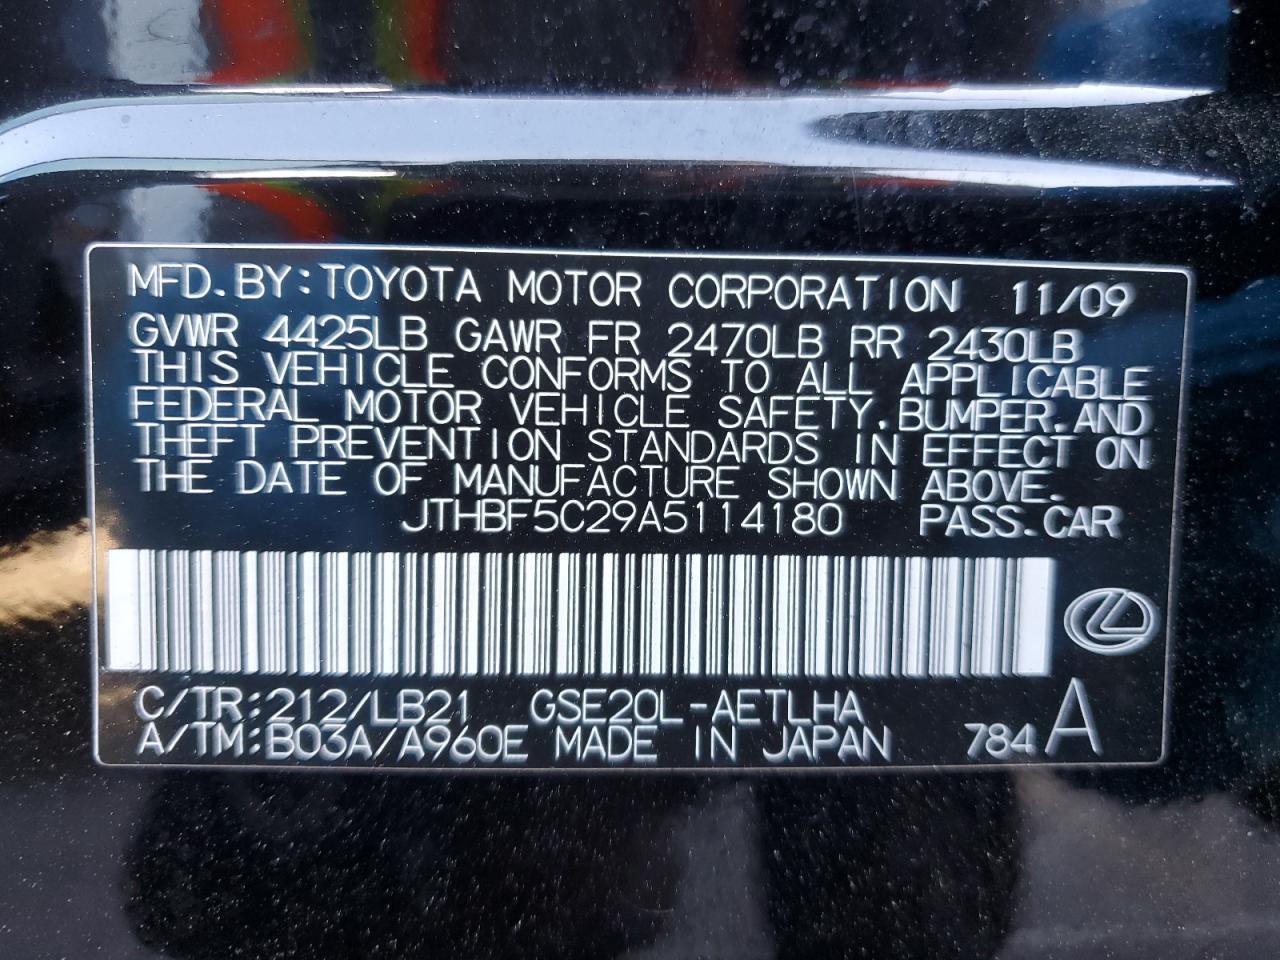 MFD.BY:TOYOTA MOTOR CORPORATION 11/09
GVWR 4425LB GAWR FR 2470LB RR 2430LB
THIS VEHICLE CONFORMS TO ALL APPLICABLE
FEDERAL MOTOR VEHICLE SAFETY,BUMPER,AND
THEFT PREVENTION STANDARDS IN EFFECT ON
THE DATE OF MANUFACTURE SHOWN ABOVE.
JTHBF5C29A5114180 PASS.CAR
C/TR:212/LB21 GSE20L-AETLHA
A/TM:B03A/A960E MADE IN JAPAN 784 A